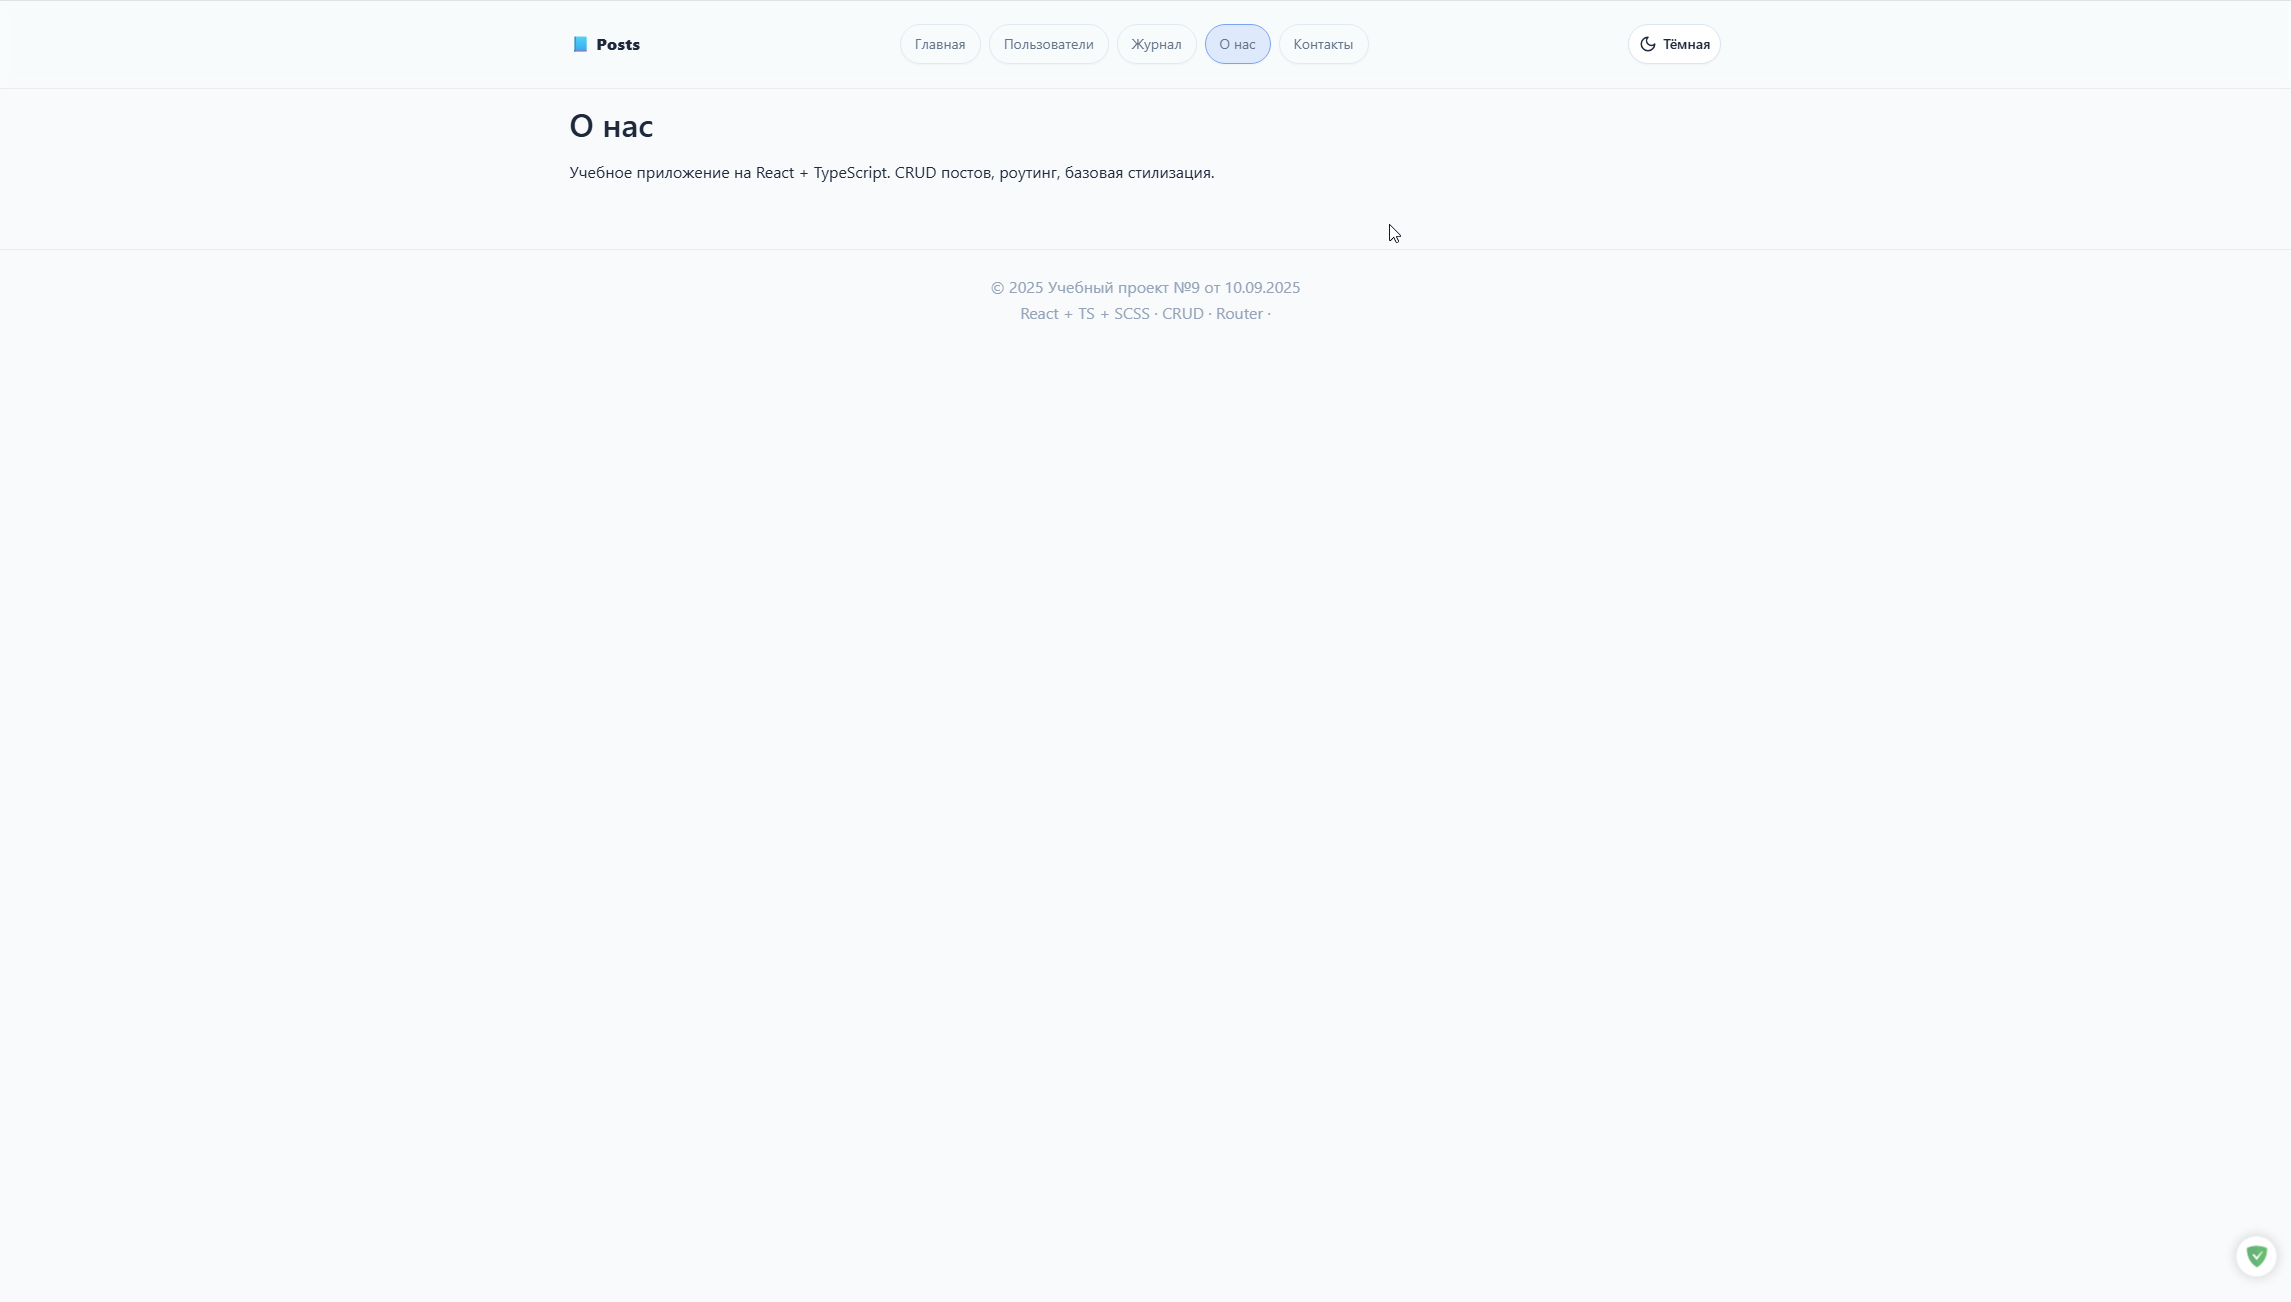 Posts
Главная
Пользователи
Журнал
О нас
Контакты
Тёмная
О нас
Учебное приложение на React + TypeScript. CRUD постов, роутинг, базовая стилизация.
© 2025 Учебный проект №9 от 10.09.2025
React + TS + SCSS · CRUD · Router ·